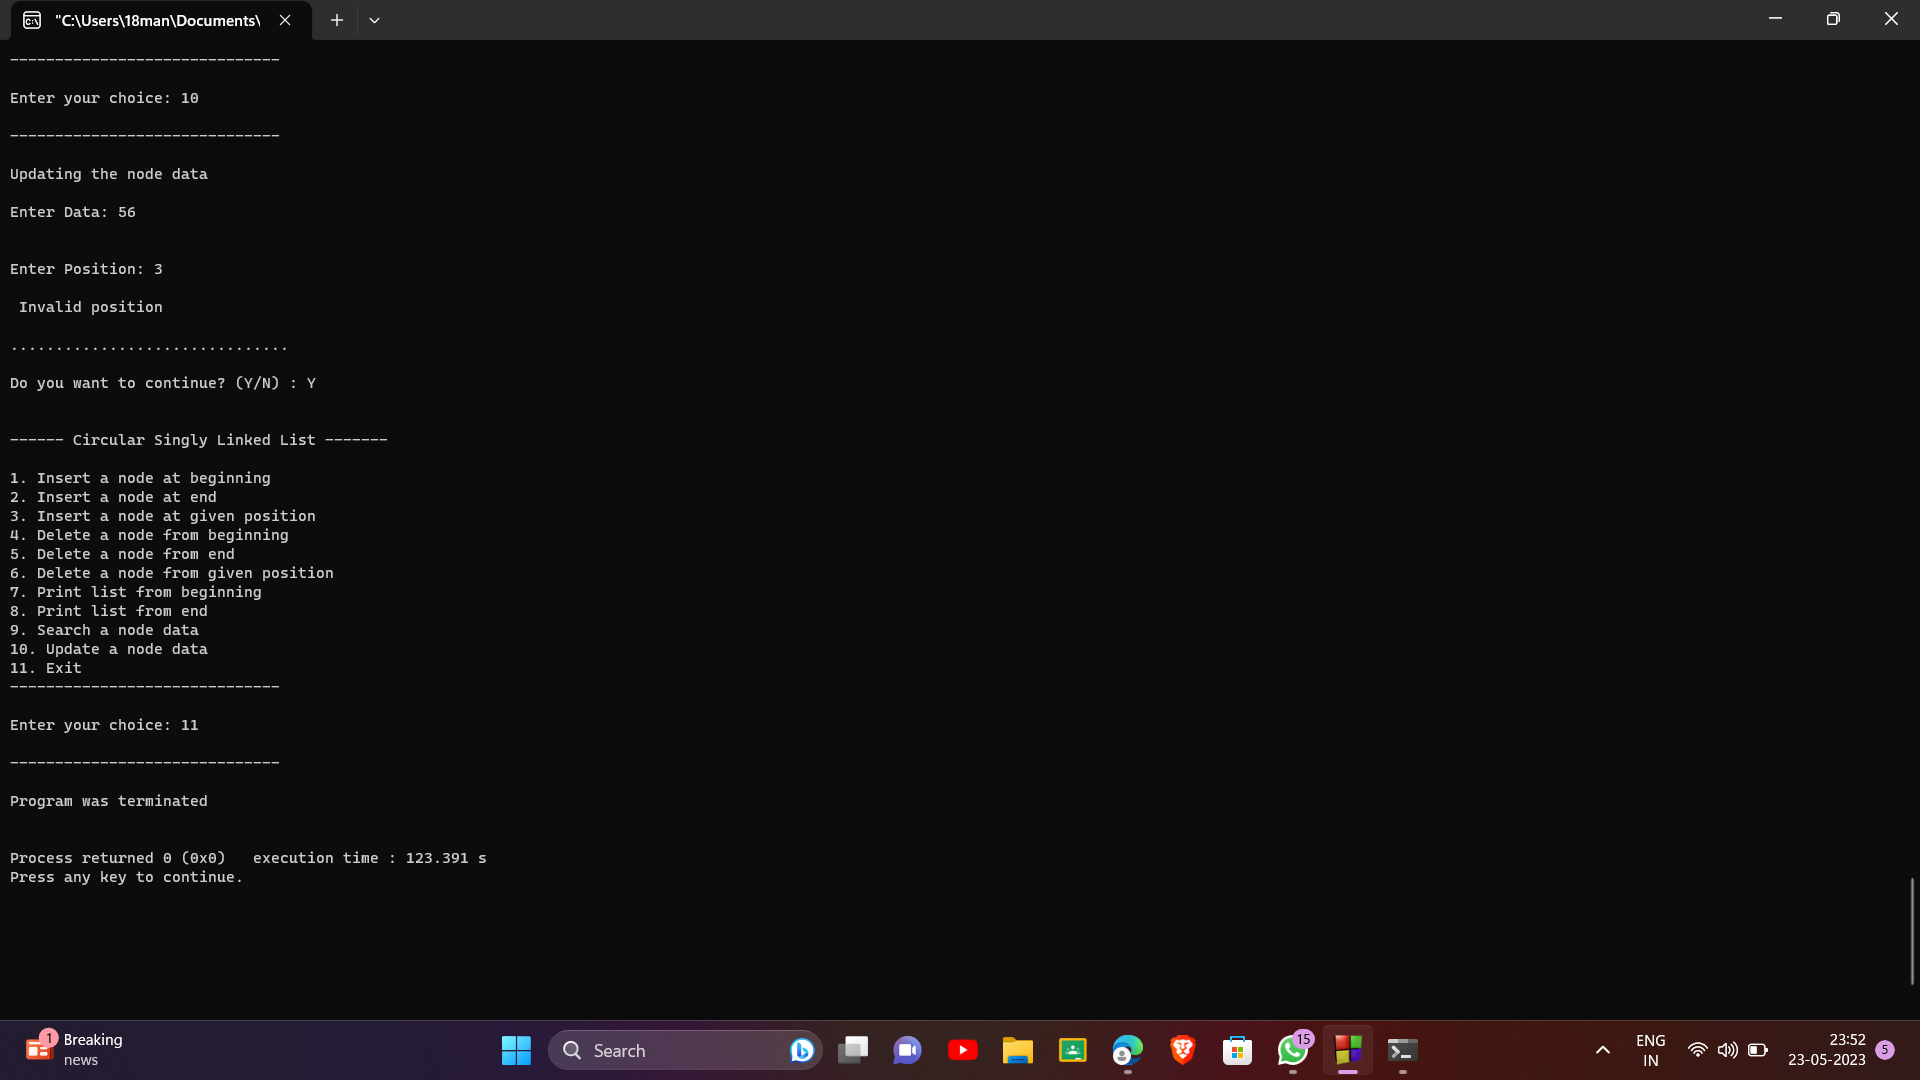 "C:\Users\18man\Documents\
------------------------------
Enter your choice: 10
------------------------------
Updating the node data
Enter Data: 56
Enter Position: 3
Invalid position
...............................
Do you want to continue? (Y/N) : Y
------ Circular Singly Linked List -------
1. Insert a node at beginning
2. Insert a node at end
3. Insert a node at given position
4. Delete a node from beginning
5. Delete a node from end
6. Delete a node from given position
7. Print list from beginning
8. Print list from end
9. Search a node data
10. Update a node data
11. Exit
------------------------------
Enter your choice: 11
------------------------------
Program was terminated
Process returned 0 (0x0)   execution time : 123.391 s
Press any key to continue.
1
Breaking
news
Search
15
ENG
IN
23:52
23-05-2023
5